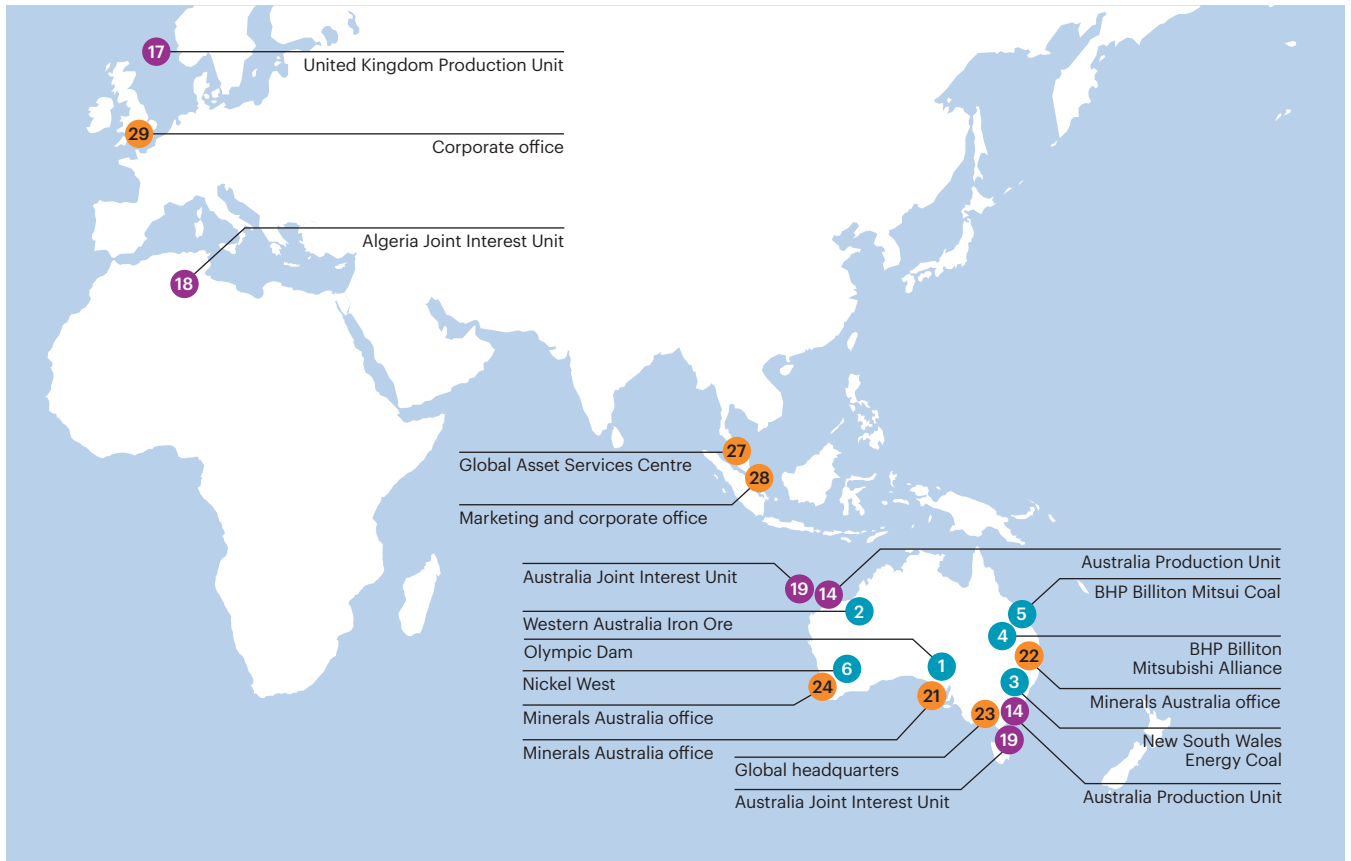 17
United Kingdom Production Unit
29
Corporate office
Algeria Joint Interest Unit
18
27
Global Asset Services Centre
28
Marketing and corporate office
Australia Production Unit
Australia Joint Interest Unit
19
14
BHP Billiton Mitsui Coal
5
2
Western Australia Iron Ore
4
BHP Billiton
Mitsubishi Alliance
Olympic Dam
1
22
6
Nickel West
24
3
Minerals Australia office
Minerals Australia office
21
23
14
Minerals Australia office
New South Wales
Energy Coal
19
Global headquarters
Australia Joint Interest Unit
Australia Production Unit